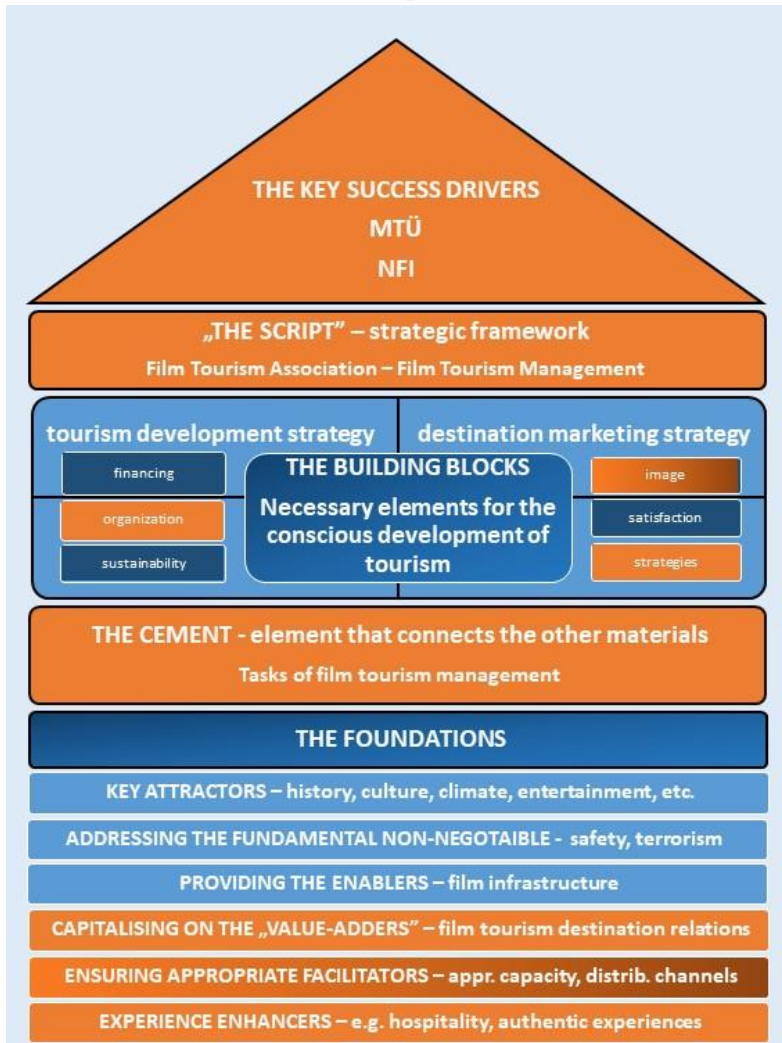 THE KEY SUCCESS DRIVERS
MTÜ
NFI
„THE SCRIPT” – strategic framework
Film Tourism Association – Film Tourism Management
tourism development strategy
financing
organization
sustainability
THE BUILDING BLOCKS
Necessary elements for the
conscious development of
tourism
destination marketing strategy
image
satisfaction
strategies
THE CEMENT - element that connects the other materials
Tasks of film tourism management
THE FOUNDATIONS
KEY ATTRACTORS – history, culture, climate, entertainment, etc.
ADDRESSING THE FUNDAMENTAL NON-NEGOTAIBLE - safety, terrorism
PROVIDING THE ENABLERS – film infrastructure
CAPITALISING ON THE „VALUE-ADDERS” – film tourism destination relations
ENSURING APPROPRIATE FACILITATORS – appr. capacity, distrib. channels
EXPERIENCE ENHANCERS – e.g. hospitality, authentic experiences